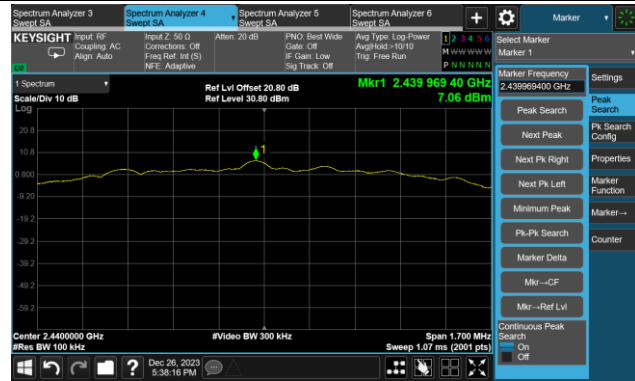 Spectrum Analyzer 3
Swept SA
Spectrum Analyzer 4
Swept SA
Spectrum Analyzer 5
Swept SA
Spectrum Analyzer 6
Swept SA
+
Marker
KEYSIGHT
Input: RF
Coupling: AC
Align: Auto
Input Z: 50 Ω
Corrections: Off
Freq Ref: Int (S)
NFE: Adaptive
Atten: 20 dB
PNO: Best Wide
Gate: Off
IF Gain: Low
Sig Track: Off
Avg Type: Log-Power
Avg|Hold:>10/10
Trig: Free Run
1 2 3 4 5 6
M W W W W W
P N N N N N
LXI
Select Marker
Marker 1
1 Spectrum
Scale/Div 10 dB
Log
Ref Lvl Offset 20.80 dB
Ref Level 30.80 dBm
Mkr1 2.439 969 40 GHz
7.06 dBm
20.8
10.8
0.800
-9.20
-19.2
-29.2
-39.2
-49.2
-59.2
1
Center 2.4400000 GHz
#Res BW 100 kHz
#Video BW 300 kHz
Span 1.700 MHz
Sweep 1.07 ms (2001 pts)
Marker Frequency
2.439969400 GHz
Peak Search
Next Peak
Next Pk Right
Next Pk Left
Minimum Peak
Pk-Pk Search
Marker Delta
Mkr→CF
Mkr→Ref Lvl
Continuous Peak
Search
On
Off
Settings
Peak
Search
Pk Search
Config
Properties
Marker
Function
Marker→
Counter
?
Dec 26, 2023
5:38:16 PM